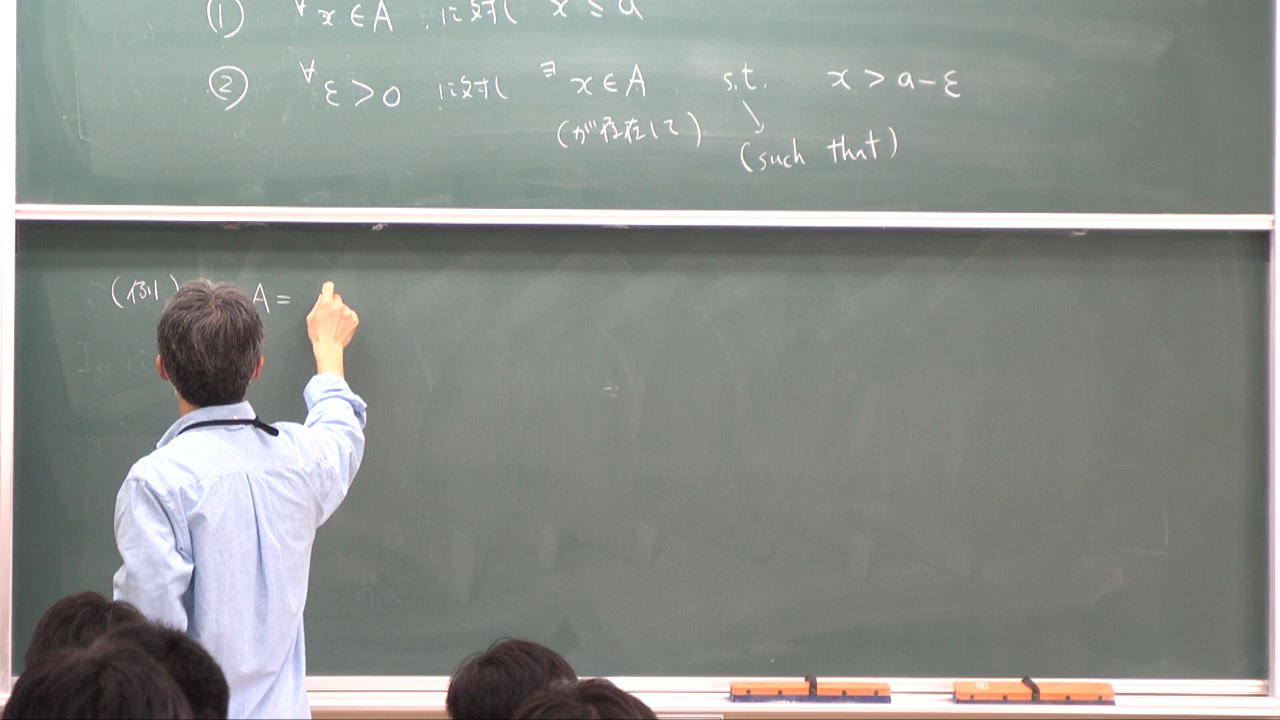 ① ∀x∈A に対し x ≦ a
② ∀ε>0 に対し ∃x∈A s.t. x > a-ε
(が存在して) (such that)
(例) A =